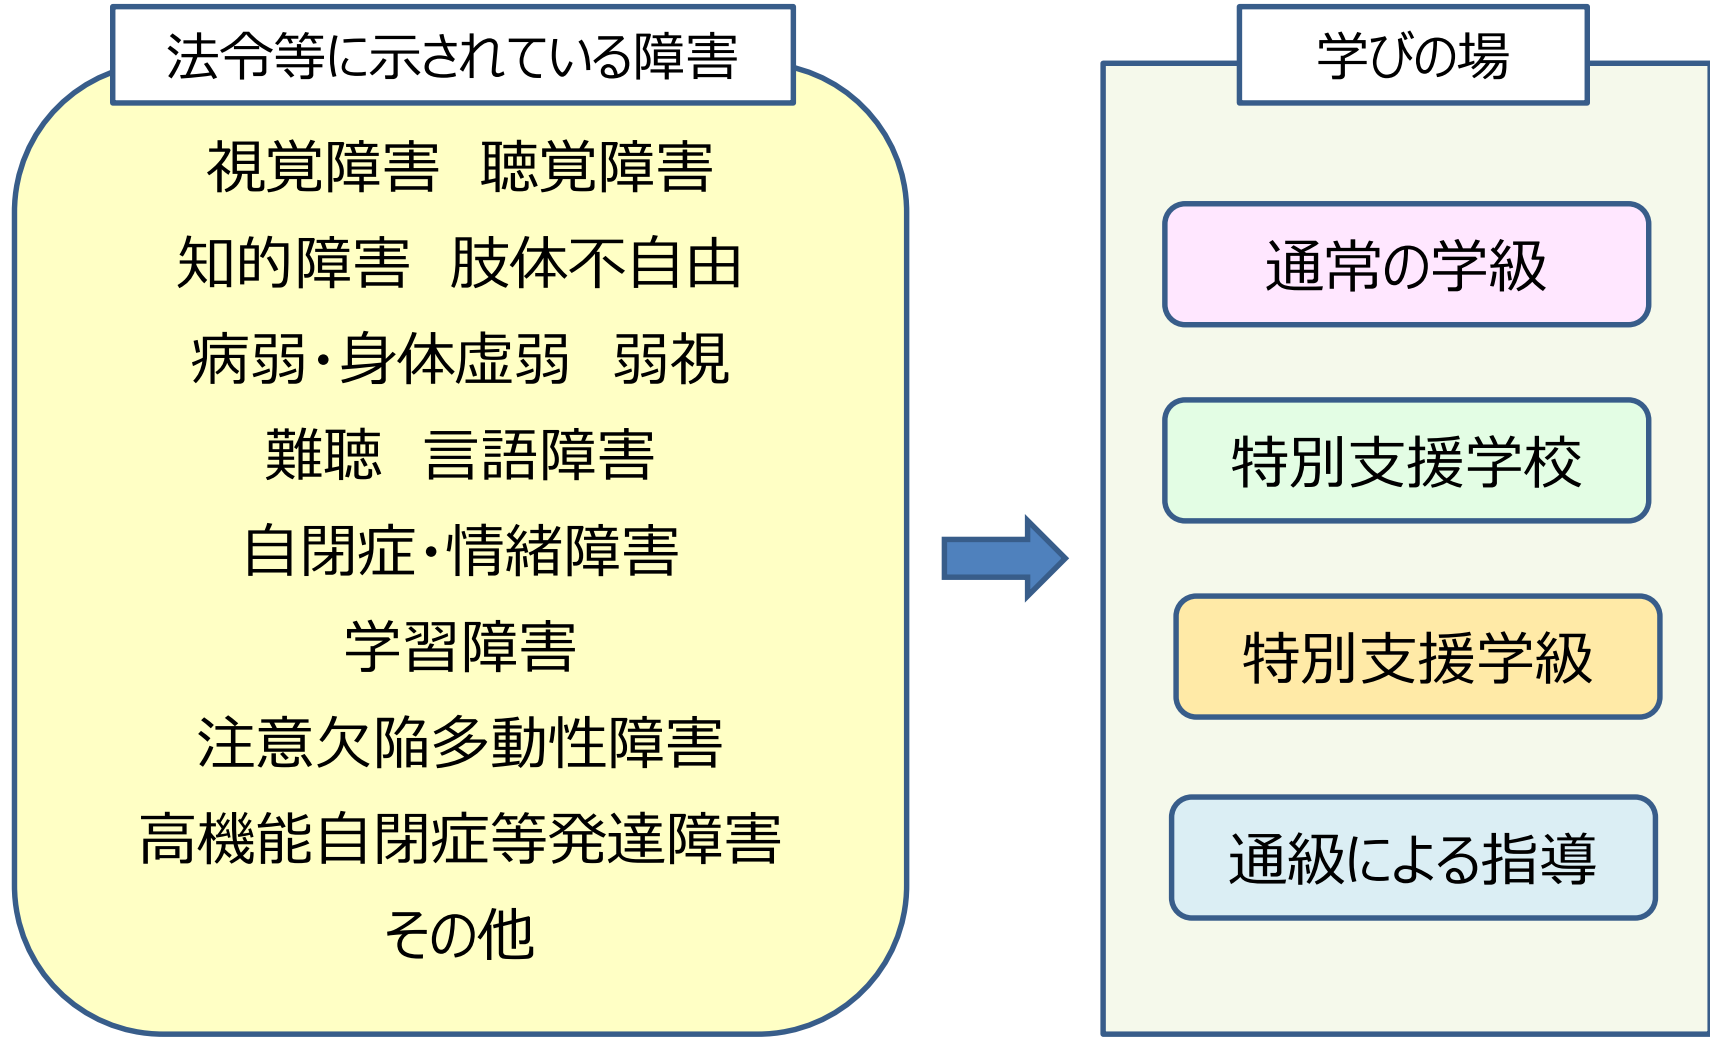 法令等に示されている障害
視覚障害　聴覚障害
知的障害　肢体不自由
病弱・身体虚弱　弱視
難聴　言語障害
自閉症・情緒障害
学習障害
注意欠陥多動性障害
高機能自閉症等発達障害
その他
学びの場
通常の学級
特別支援学校
特別支援学級
通級による指導